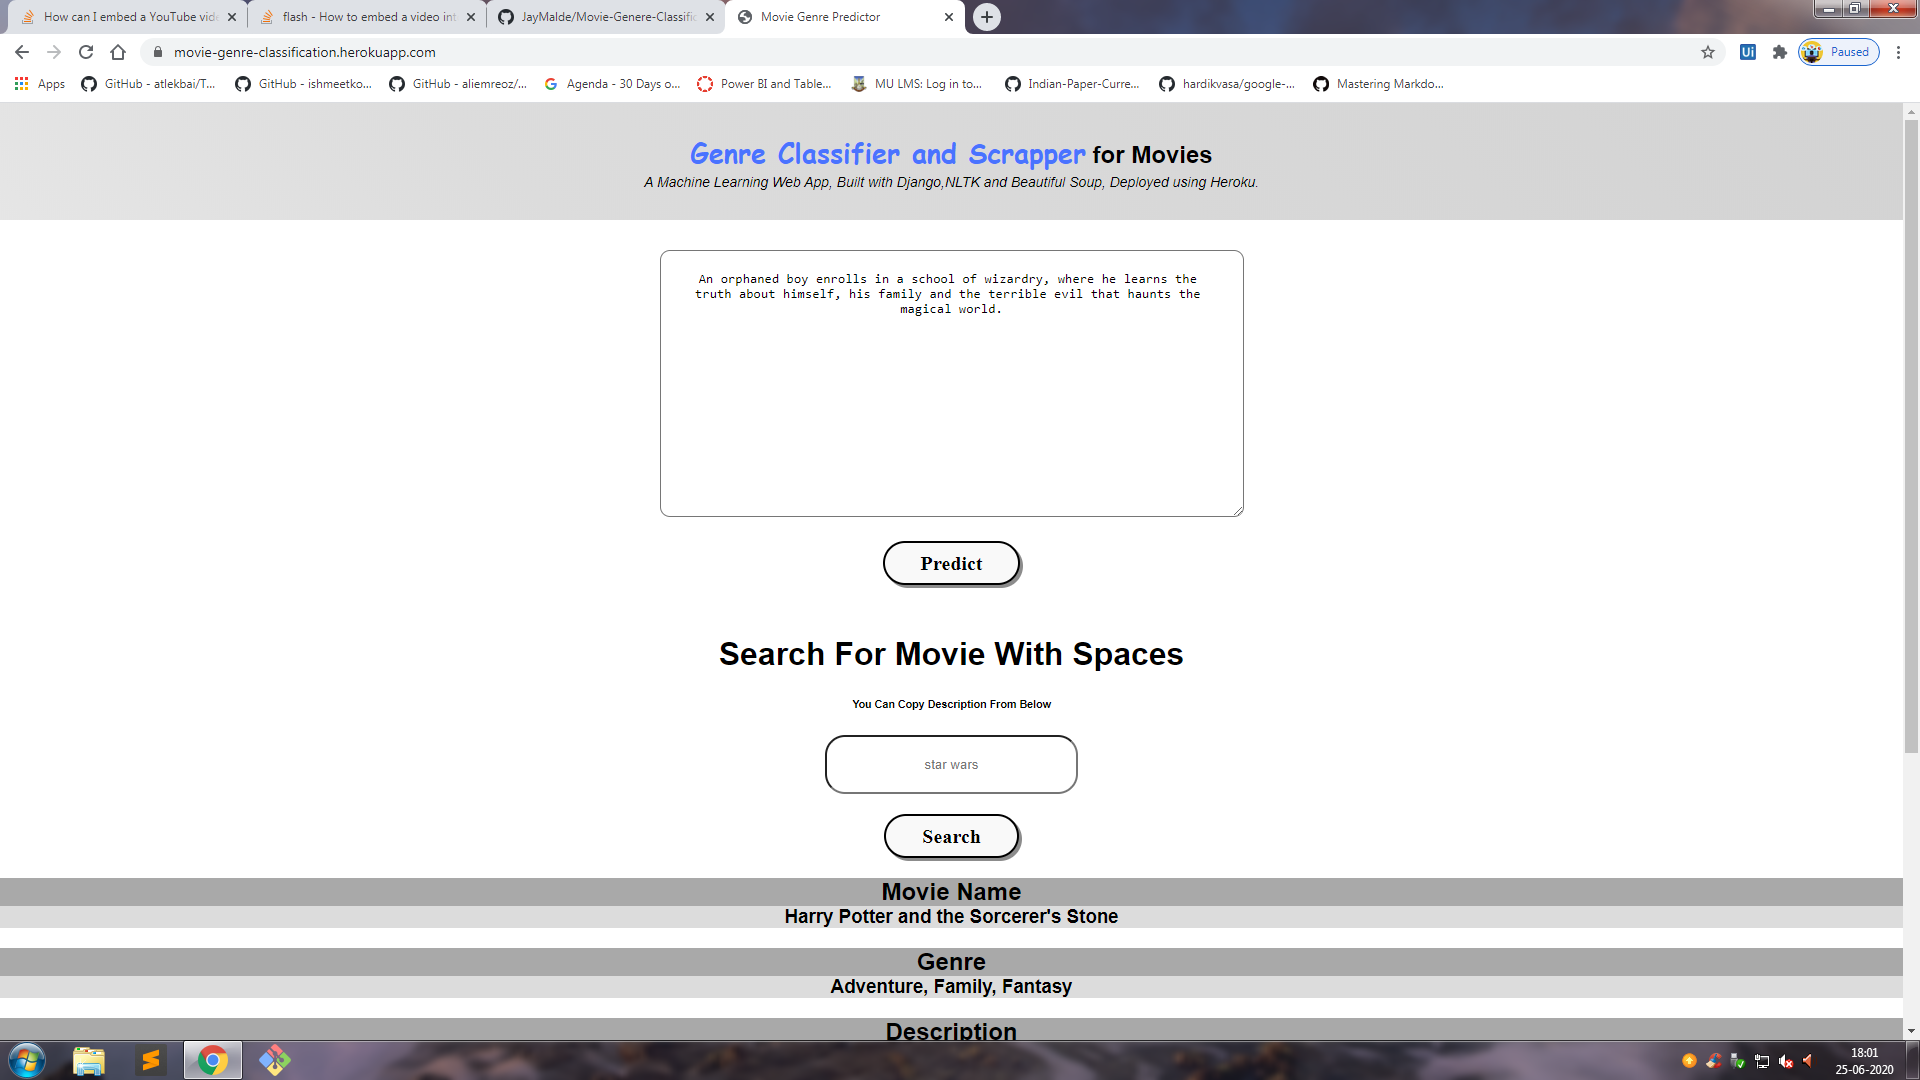 How can I embed a YouTube vid
flash - How to embed a video int
JayMalde/Movie-Genere-Classific
Movie Genre Predictor
movie-genre-classification.herokuapp.com
Paused
Apps
GitHub - atlekbai/T...
GitHub - ishmeetko...
GitHub - aliemreoz/...
Agenda - 30 Days o...
Power BI and Table...
MU LMS: Log in to...
Indian-Paper-Curre...
hardikvasa/google-...
Mastering Markdo...
Genre Classifier and Scrapper for Movies
A Machine Learning Web App, Built with Django,NLTK and Beautiful Soup, Deployed using Heroku.
An orphaned boy enrolls in a school of wizardry, where he learns the
truth about himself, his family and the terrible evil that haunts the
magical world.
Predict
Search For Movie With Spaces
You Can Copy Description From Below
star wars
Search
Movie Name
Harry Potter and the Sorcerer's Stone
Genre
Adventure, Family, Fantasy
Description
18:01
25-06-2020